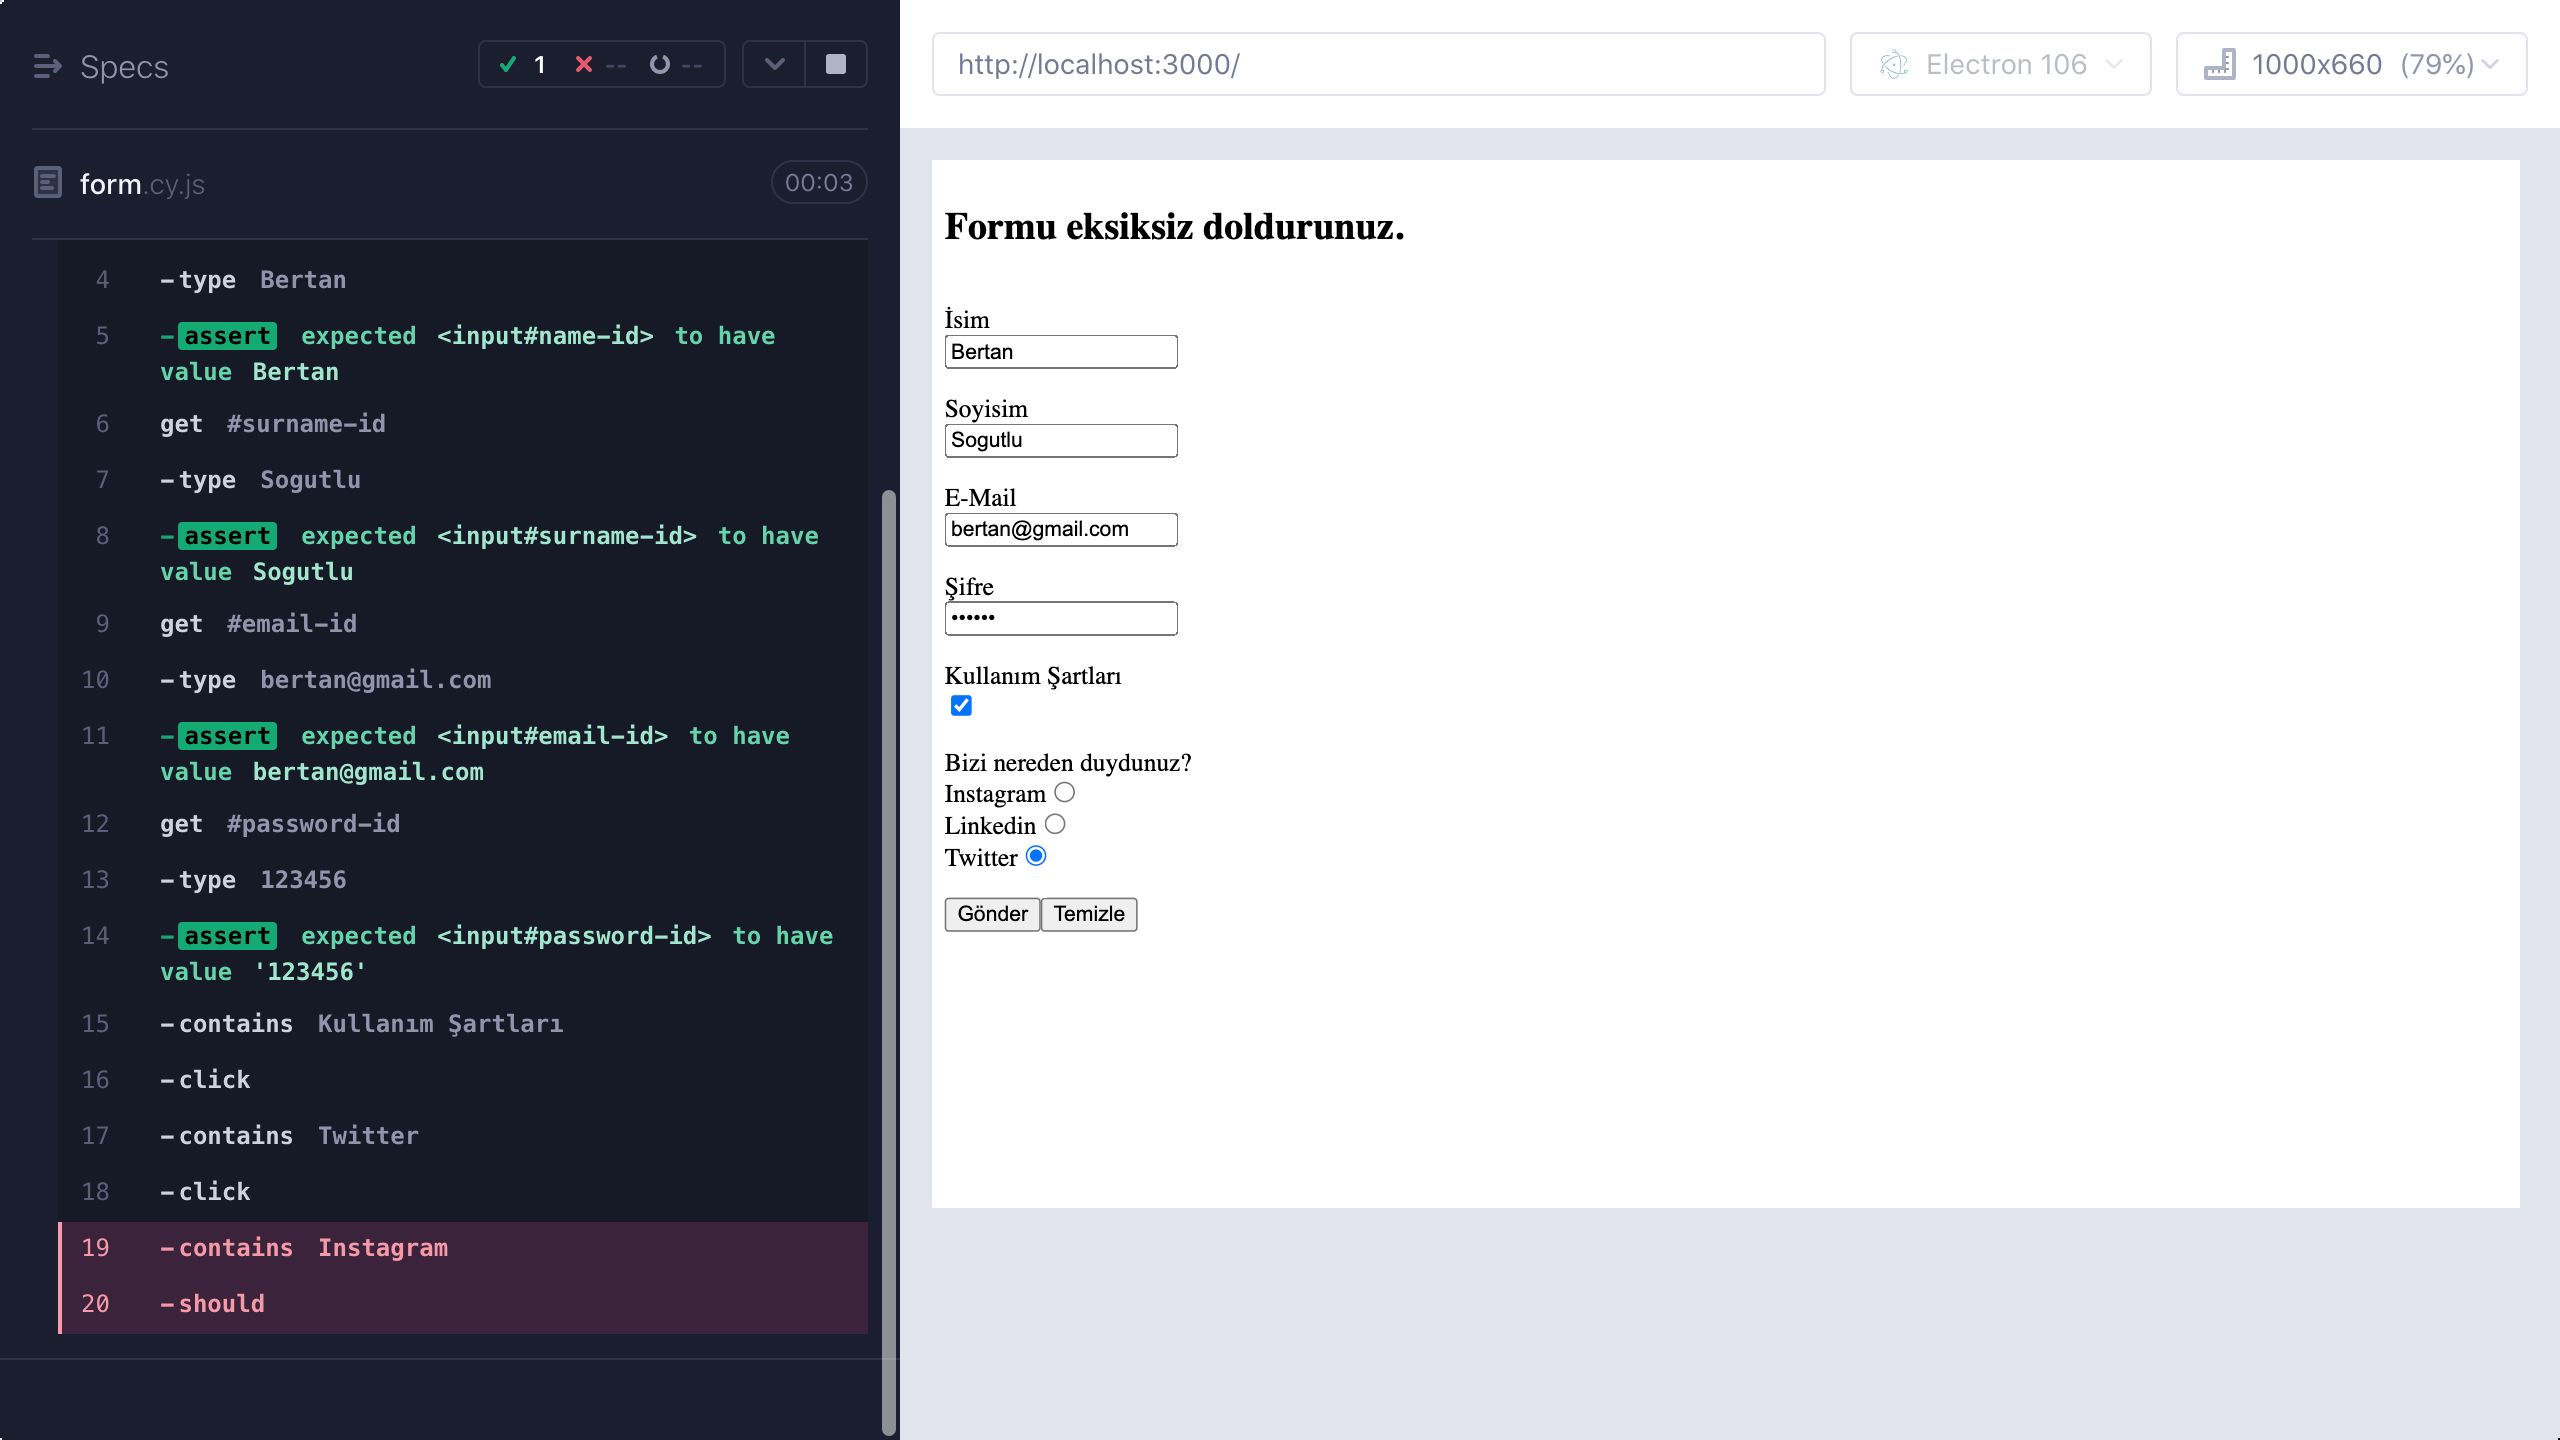 Specs
1 -- --
form.cy.js
00:03
4 -type Bertan
5 -assert expected <input#name-id> to have
value Bertan
6 get #surname-id
7 -type Sogutlu
8 -assert expected <input#surname-id> to have
value Sogutlu
9 get #email-id
10 -type bertan@gmail.com
11 -assert expected <input#email-id> to have
value bertan@gmail.com
12 get #password-id
13 -type 123456
14 -assert expected <input#password-id> to have
value '123456'
15 -contains Kullanım Şartları
16 -click
17 -contains Twitter
18 -click
19 -contains Instagram
20 -should
http://localhost:3000/
Electron 106
1000x660 (79%)
Formu eksiksiz doldurunuz.
İsim
Bertan
Soyisim
Sogutlu
E-Mail
bertan@gmail.com
Şifre
••••••
Kullanım Şartları
Bizi nereden duydunuz?
Instagram
Linkedin
Twitter
Gönder Temizle